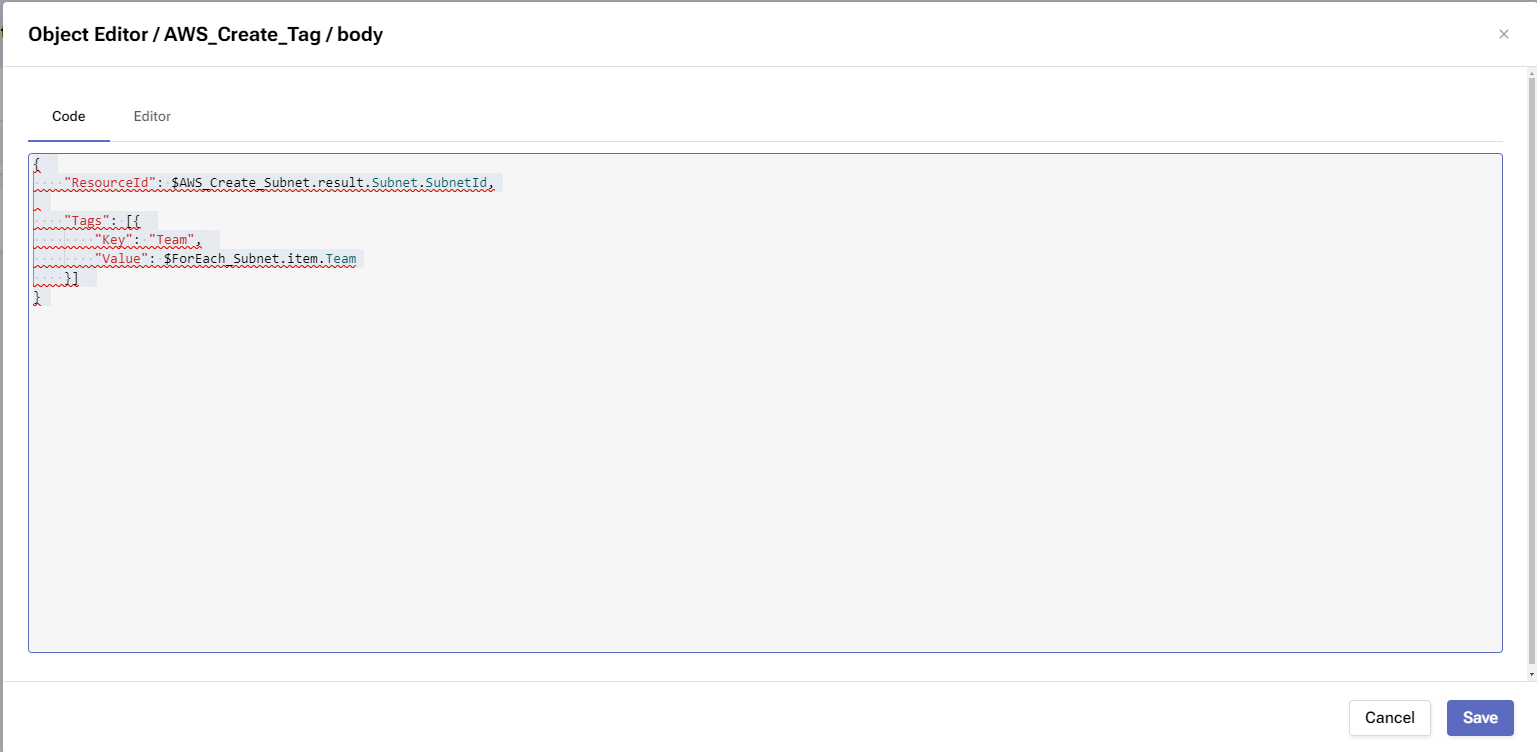 Object Editor / AWS_Create_Tag / body
×
Code Editor
{
"ResourceId": $AWS_Create_Subnet.result.Subnet.SubnetId,
"Tags": [{
"Key": "Team",
"Value": $ForEach_Subnet.item.Team
}]
}
Cancel Save